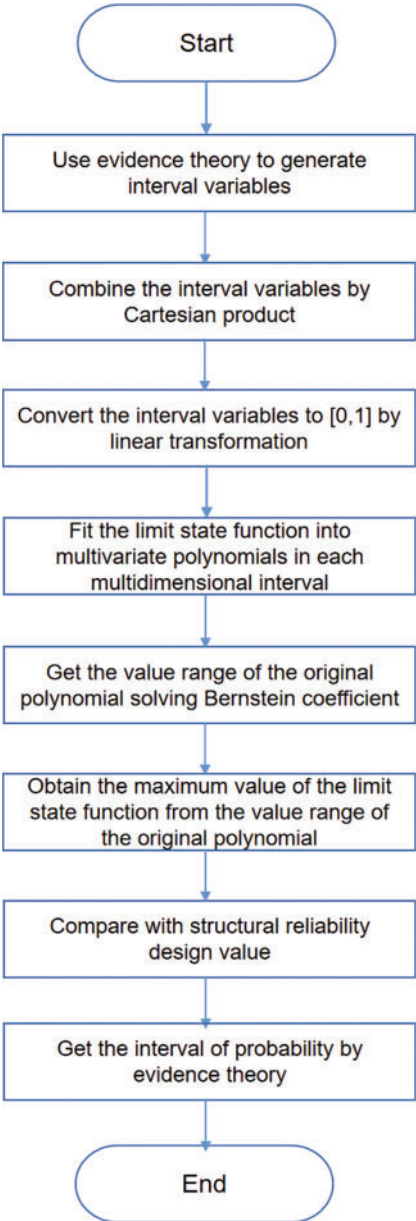 Start
Use evidence theory to generate
interval variables
Combine the interval variables by
Cartesian product
Convert the interval variables to [0,1] by
linear transformation
Fit the limit state function into
multivariate polynomials in each
multidimensional interval
Get the value range of the original
polynomial solving Bernstein coefficient
Obtain the maximum value of the limit
state function from the value range of
the original polynomial
Compare with structural reliability
design value
Get the interval of probability by
evidence theory
End